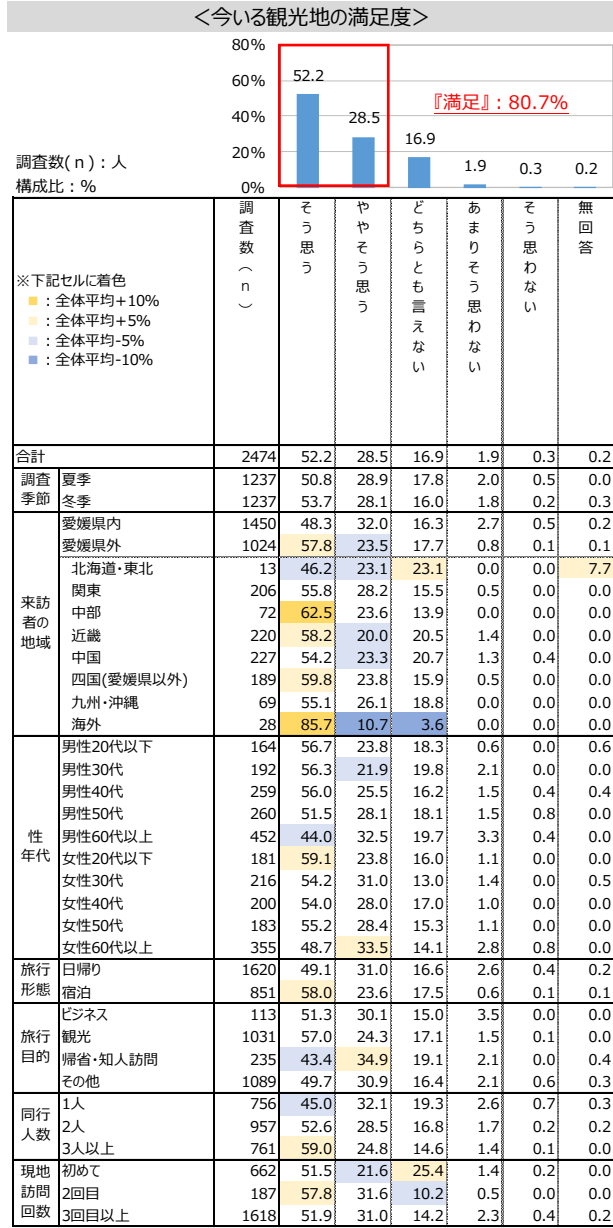 ＜今いる観光地の満足度＞
80%
60%
40%
20%
0%
52.2
28.5
16.9
1.9
0.3
0.2
『満足』: 80.7%
調査数(ｎ)：人
構成比：%
※下記セルに着色
■：全体平均+10%
■：全体平均+5%
■：全体平均-5%
■：全体平均-10%
調査数（ｎ）
そう思う
ややそう思う
どちらとも言えない
あまりそう思わない
そう思わない
無回答
合計 2474 52.2 28.5 16.9 1.9 0.3 0.2
調査季節
夏季 1237 50.8 28.9 17.8 2.0 0.5 0.0
冬季 1237 53.7 28.1 16.0 1.8 0.2 0.3
来訪者の地域
愛媛県内 1450 48.3 32.0 16.3 2.7 0.5 0.2
愛媛県外 1024 57.8 23.5 17.7 0.8 0.1 0.1
北海道・東北 13 46.2 23.1 23.1 0.0 0.0 7.7
関東 206 55.8 28.2 15.5 0.5 0.0 0.0
中部 72 62.5 23.6 13.9 0.0 0.0 0.0
近畿 220 58.2 20.0 20.5 1.4 0.0 0.0
中国 227 54.2 23.3 20.7 1.3 0.4 0.0
四国(愛媛県以外) 189 59.8 23.8 15.9 0.5 0.0 0.0
九州・沖縄 69 55.1 26.1 18.8 0.0 0.0 0.0
海外 28 85.7 10.7 3.6 0.0 0.0 0.0
性年代
男性20代以下 164 56.7 23.8 18.3 0.6 0.0 0.6
男性30代 192 56.3 21.9 19.8 2.1 0.0 0.0
男性40代 259 56.0 25.5 16.2 1.5 0.4 0.4
男性50代 260 51.5 28.1 18.1 1.5 0.8 0.0
男性60代以上 452 44.0 32.5 19.7 3.3 0.4 0.0
女性20代以下 181 59.1 23.8 16.0 1.1 0.0 0.0
女性30代 216 54.2 31.0 13.0 1.4 0.0 0.5
女性40代 200 54.0 28.0 17.0 1.0 0.0 0.0
女性50代 183 55.2 28.4 15.3 1.1 0.0 0.0
女性60代以上 355 48.7 33.5 14.1 2.8 0.8 0.0
旅行形態
日帰り 1620 49.1 31.0 16.6 2.6 0.4 0.2
宿泊 851 58.0 23.6 17.5 0.6 0.1 0.1
旅行目的
ビジネス 113 51.3 30.1 15.0 3.5 0.0 0.0
観光 1031 57.0 24.3 17.1 1.5 0.1 0.0
帰省・知人訪問 235 43.4 34.9 19.1 2.1 0.0 0.4
その他 1089 49.7 30.9 16.4 2.1 0.6 0.3
同行人数
1人 756 45.0 32.1 19.3 2.6 0.7 0.3
2人 957 52.6 28.5 16.8 1.7 0.2 0.2
3人以上 761 59.0 24.8 14.6 1.4 0.1 0.0
現地訪問回数
初めて 662 51.5 21.6 25.4 1.4 0.2 0.0
2回目 187 57.8 31.6 10.2 0.5 0.0 0.0
3回目以上 1618 51.9 31.0 14.2 2.3 0.4 0.2